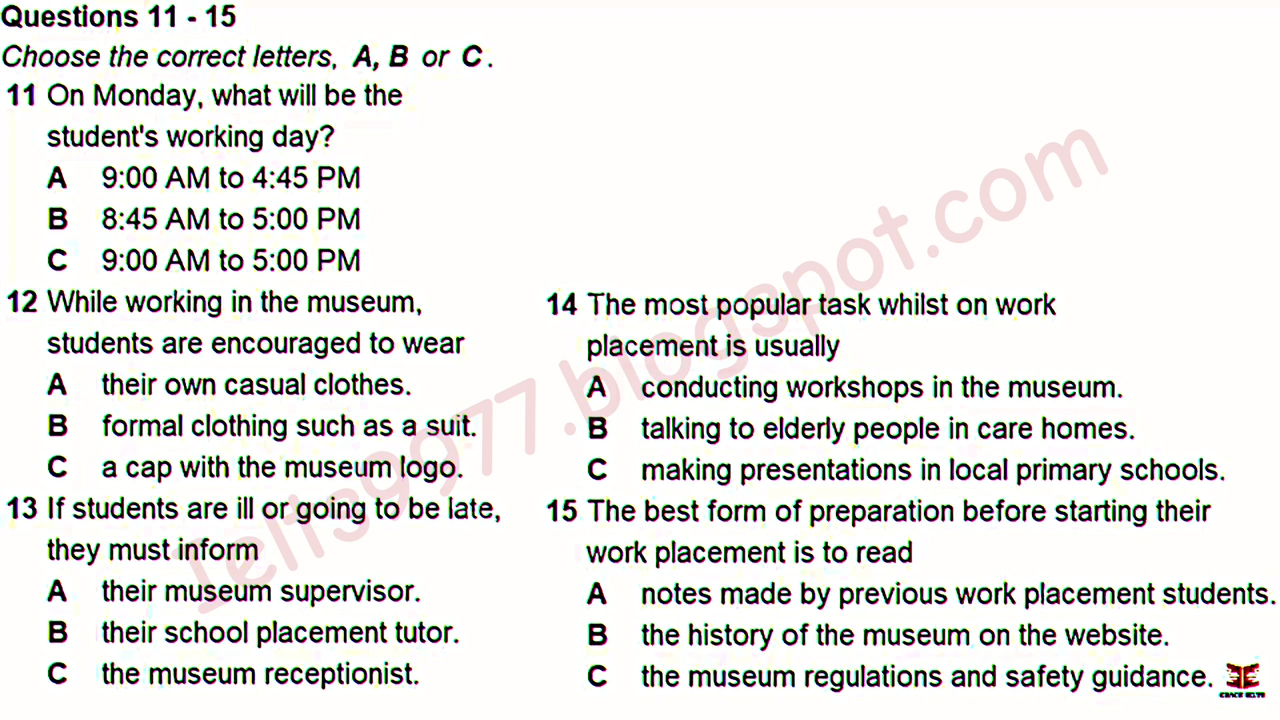 Questions 11 - 15
Choose the correct letters, A, B or C.
11 On Monday, what will be the
student's working day?
A 9:00 AM to 4:45 PM
B 8:45 AM to 5:00 PM
C 9:00 AM to 5:00 PM
12 While working in the museum,
students are encouraged to wear
A their own casual clothes.
B formal clothing such as a suit.
C a cap with the museum logo.
13 If students are ill or going to be late,
they must inform
A their museum supervisor.
B their school placement tutor.
C the museum receptionist.
14 The most popular task whilst on work
placement is usually
A conducting workshops in the museum.
B talking to elderly people in care homes.
C making presentations in local primary schools.
15 The best form of preparation before starting their
work placement is to read
A notes made by previous work placement students.
B the history of the museum on the website.
C the museum regulations and safety guidance.
Ielts9977.blogspot.com
CRACK IELTS